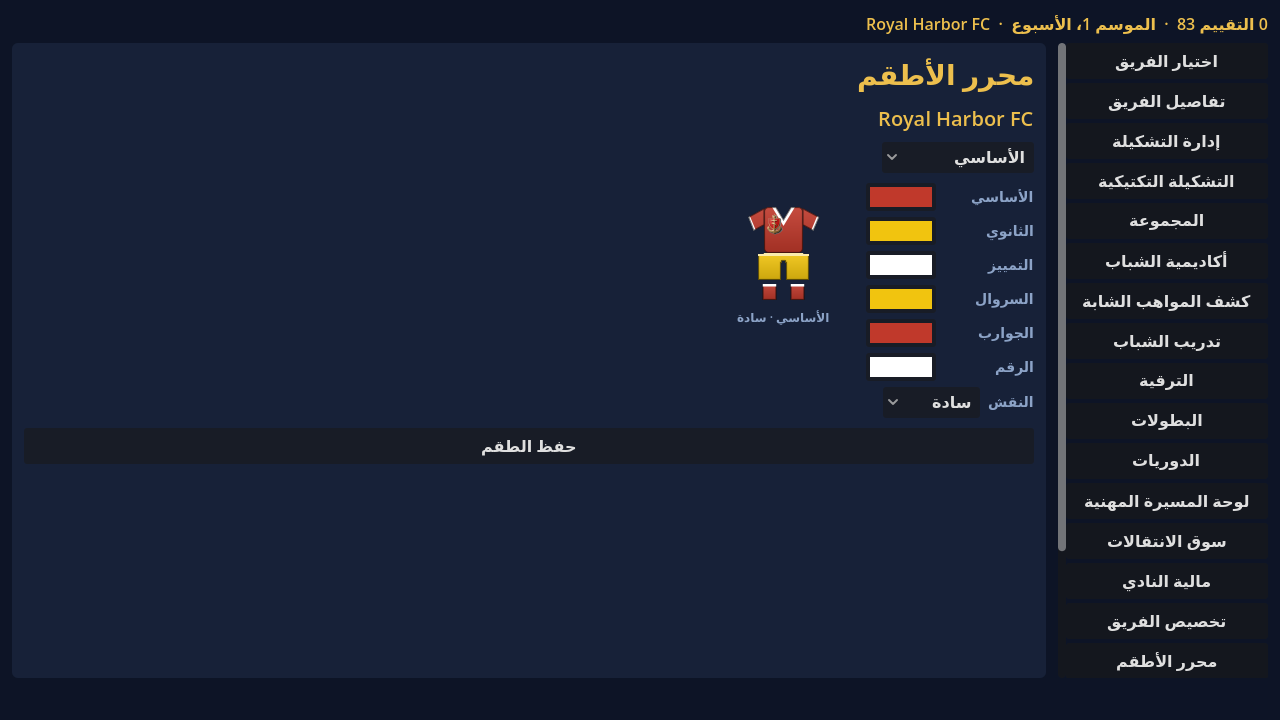 0 التقييم 83 · الموسم 1، الأسبوع · Royal Harbor FC
اختيار الفريق
تفاصيل الفريق
إدارة التشكيلة
التشكيلة التكتيكية
المجموعة
أكاديمية الشباب
كشف المواهب الشابة
تدريب الشباب
الترقية
البطولات
الدوريات
لوحة المسيرة المهنية
سوق الانتقالات
مالية النادي
تخصيص الفريق
محرر الأطقم
محرر الأطقم
Royal Harbor FC
الأساسي
الأساسي
الثانوي
التمييز
السروال
الجوارب
الرقم
النقش سادة
الأساسي · سادة
حفظ الطقم